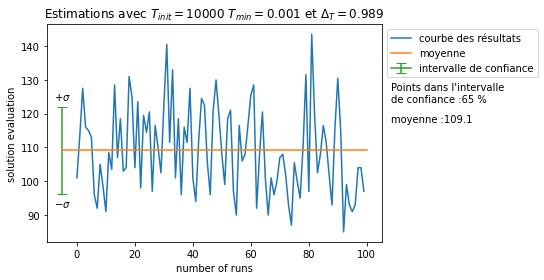 Estimations avec T_init = 10000 T_min = 0.001 et Δ_T = 0.989
solution evaluation
140
130
120
110
100
90
+σ
−σ
0
20
40
60
80
100
number of runs
courbe des résultats
moyenne
intervalle de confiance
Points dans l'intervalle
de confiance :65 %
moyenne :109.1